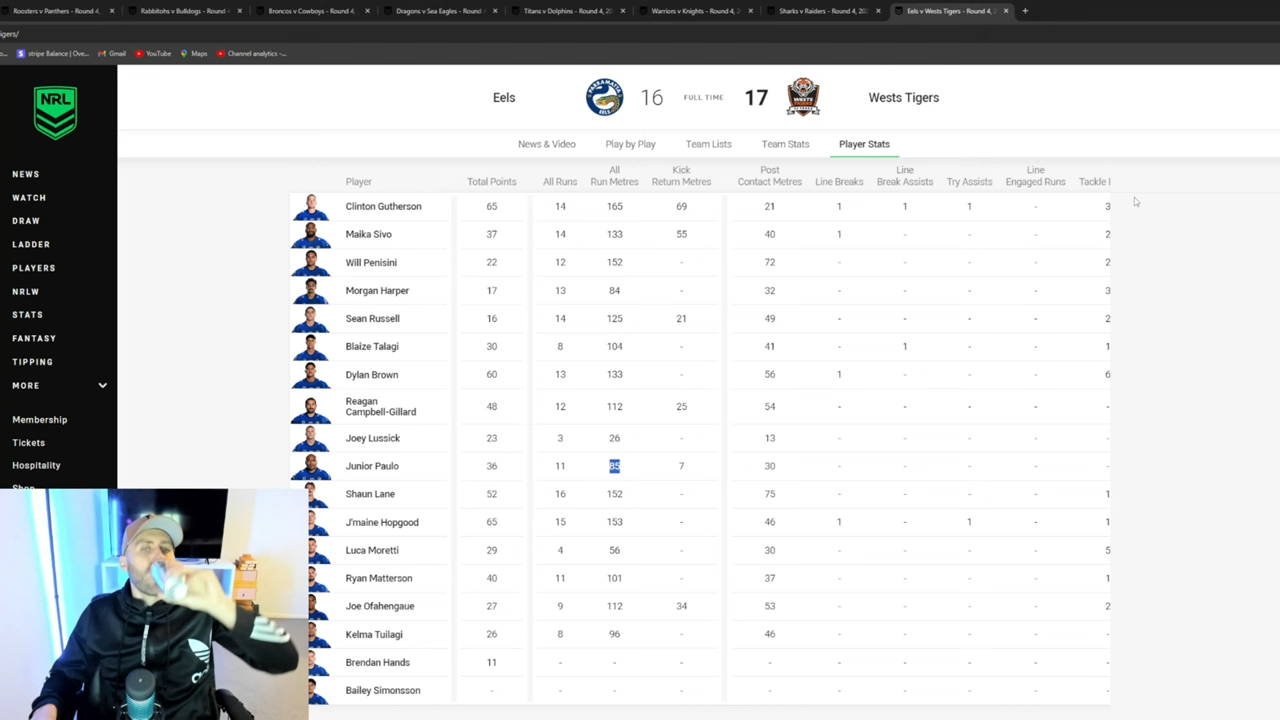 Roosters v Panthers - Round 4,
Rabbitohs v Bulldogs - Round 4
Broncos v Cowboys - Round 4,
Dragons v Sea Eagles - Round 4
Titans v Dolphins - Round 4, 2
Warriors v Knights - Round 4, 2
Sharks v Raiders - Round 4, 202
Eels v Wests Tigers - Round 4,
igers/
stripe Balance | Ove...
Gmail
YouTube
Maps
Channel analytics -...
NRL
NEWS
WATCH
DRAW
LADDER
PLAYERS
NRLW
STATS
FANTASY
TIPPING
MORE
Membership
Tickets
Hospitality
Eels 16 FULL TIME 17 Wests Tigers
PARRAMATTA EELS
News & Video Play by Play Team Lists Team Stats Player Stats
Player Total Points All Runs All Run Metres Kick Return Metres Post Contact Metres Line Breaks Line Break Assists Try Assists Line Engaged Runs Tackle
Clinton Gutherson 65 14 165 69 21 1 1 1 - 3
Maika Sivo 37 14 133 55 40 1 - - - 2
Will Penisini 22 12 152 - 72 - - - - 2
Morgan Harper 17 13 84 - 32 - - - - 3
Sean Russell 16 14 125 21 49 - - - - 2
Blaize Talagi 30 8 104 - 41 - 1 - - 1
Dylan Brown 60 13 133 - 56 1 - - - 6
Reagan Campbell-Gillard 48 12 112 25 54 - - - - -
Joey Lussick 23 3 26 - 13 - - - - -
Junior Paulo 36 11 85 7 30 - - - - -
Shaun Lane 52 16 152 - 75 - - - - 1
J'maine Hopgood 65 15 153 - 46 1 - 1 - 1
Luca Moretti 29 4 56 - 30 - - - - 5
Ryan Matterson 40 11 101 - 37 - - - - 1
Joe Ofahengaue 27 9 112 34 53 - - - - 2
Kelma Tuilagi 26 8 96 - 46 - - - - -
Brendan Hands 11 - - - - - - - - -
Bailey Simonsson - - - - - - - - - -